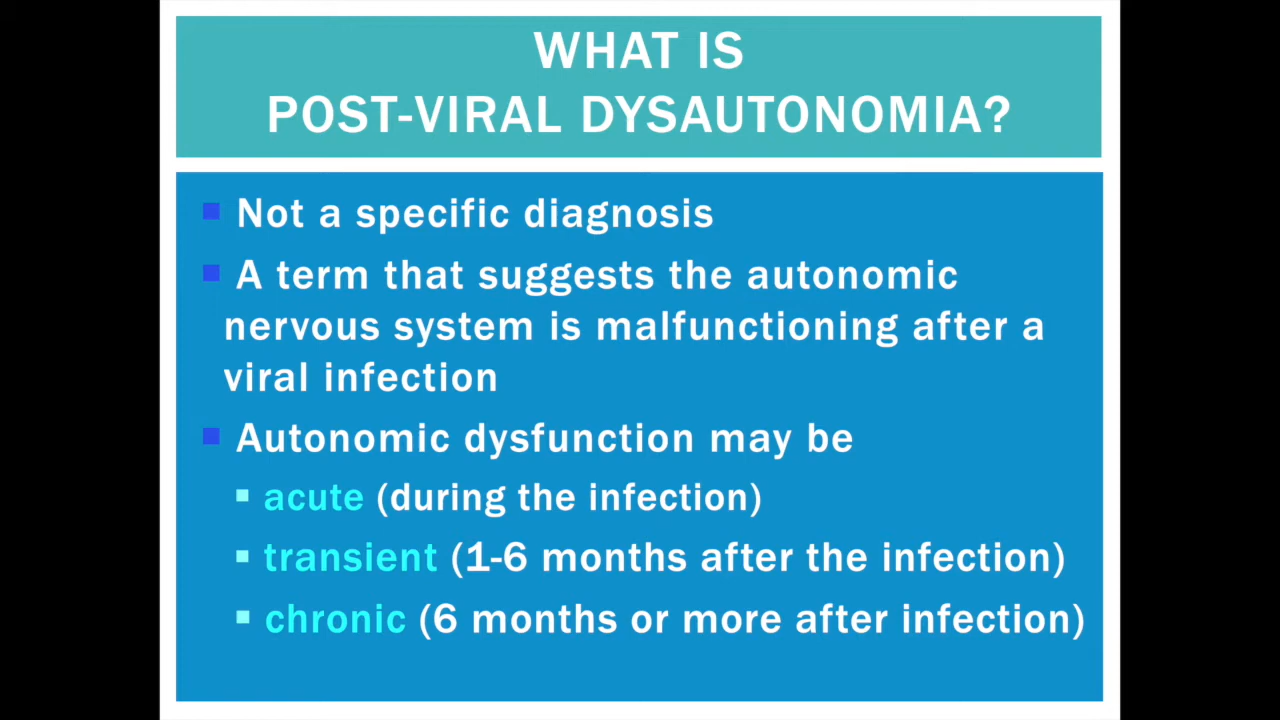 WHAT IS
POST-VIRAL DYSAUTONOMIA?
Not a specific diagnosis
A term that suggests the autonomic
nervous system is malfunctioning after a
viral infection
Autonomic dysfunction may be
acute (during the infection)
transient (1-6 months after the infection)
chronic (6 months or more after infection)